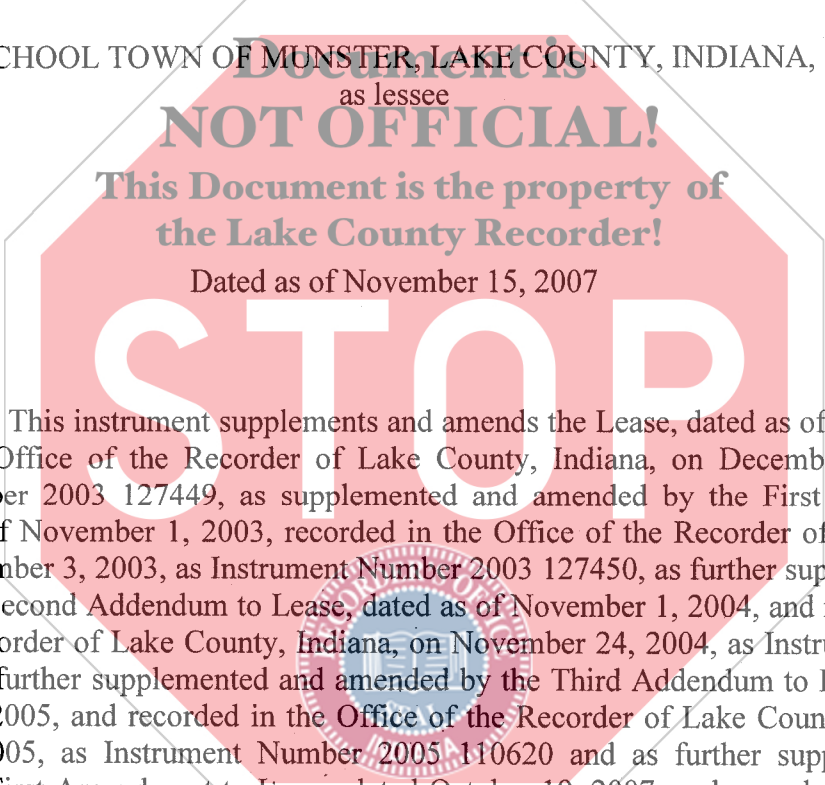 CHOOL TOWN OF MUNSTER, LAKE COUNTY, INDIANA,
Document is
as lessee
NOT OFFICIAL!
This Document is the property of
the Lake County Recorder!
Dated as of November 15, 2007
STOP
This instrument supplements and amends the Lease, dated as of
Office of the Recorder of Lake County, Indiana, on Decemb
er 2003 127449, as supplemented and amended by the First
f November 1, 2003, recorded in the Office of the Recorder of
mber 3, 2003, as Instrument Number 2003 127450, as further sup
econd Addendum to Lease, dated as of November 1, 2004, and
order of Lake County, Indiana, on November 24, 2004, as Instru
further supplemented and amended by the Third Addendum to
2005, and recorded in the Office of the Recorder of Lake Coun
005, as Instrument Number 2005 110620 and as further supp
SEAL
INDIANA